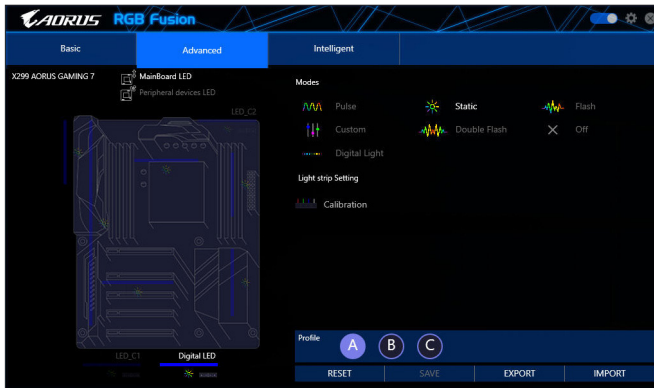 AORUS RGB Fusion
Basic Advanced Intelligent
X299 AORUS GAMING 7 MainBoard LED
Peripheral devices LED
LED_C2
Modes
Pulse Static Flash
Custom Double Flash Off
Digital Light
Light strip Setting
Calibration
Profile A B C
LED_C1 Digital LED
RESET SAVE EXPORT IMPORT